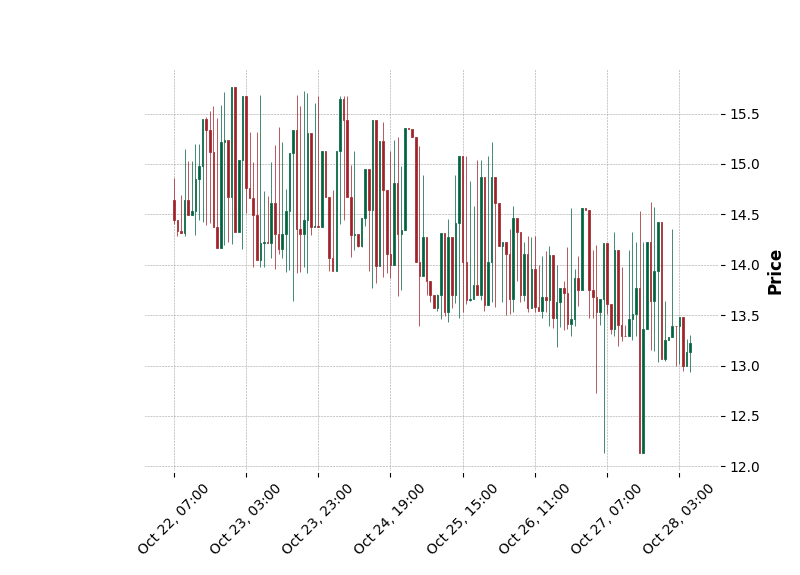 15.5
15.0
14.5
14.0
13.5
13.0
12.5
12.0
Price
Oct 22, 07:00
Oct 23, 03:00
Oct 23, 23:00
Oct 24, 19:00
Oct 25, 15:00
Oct 26, 11:00
Oct 27, 07:00
Oct 28, 03:00